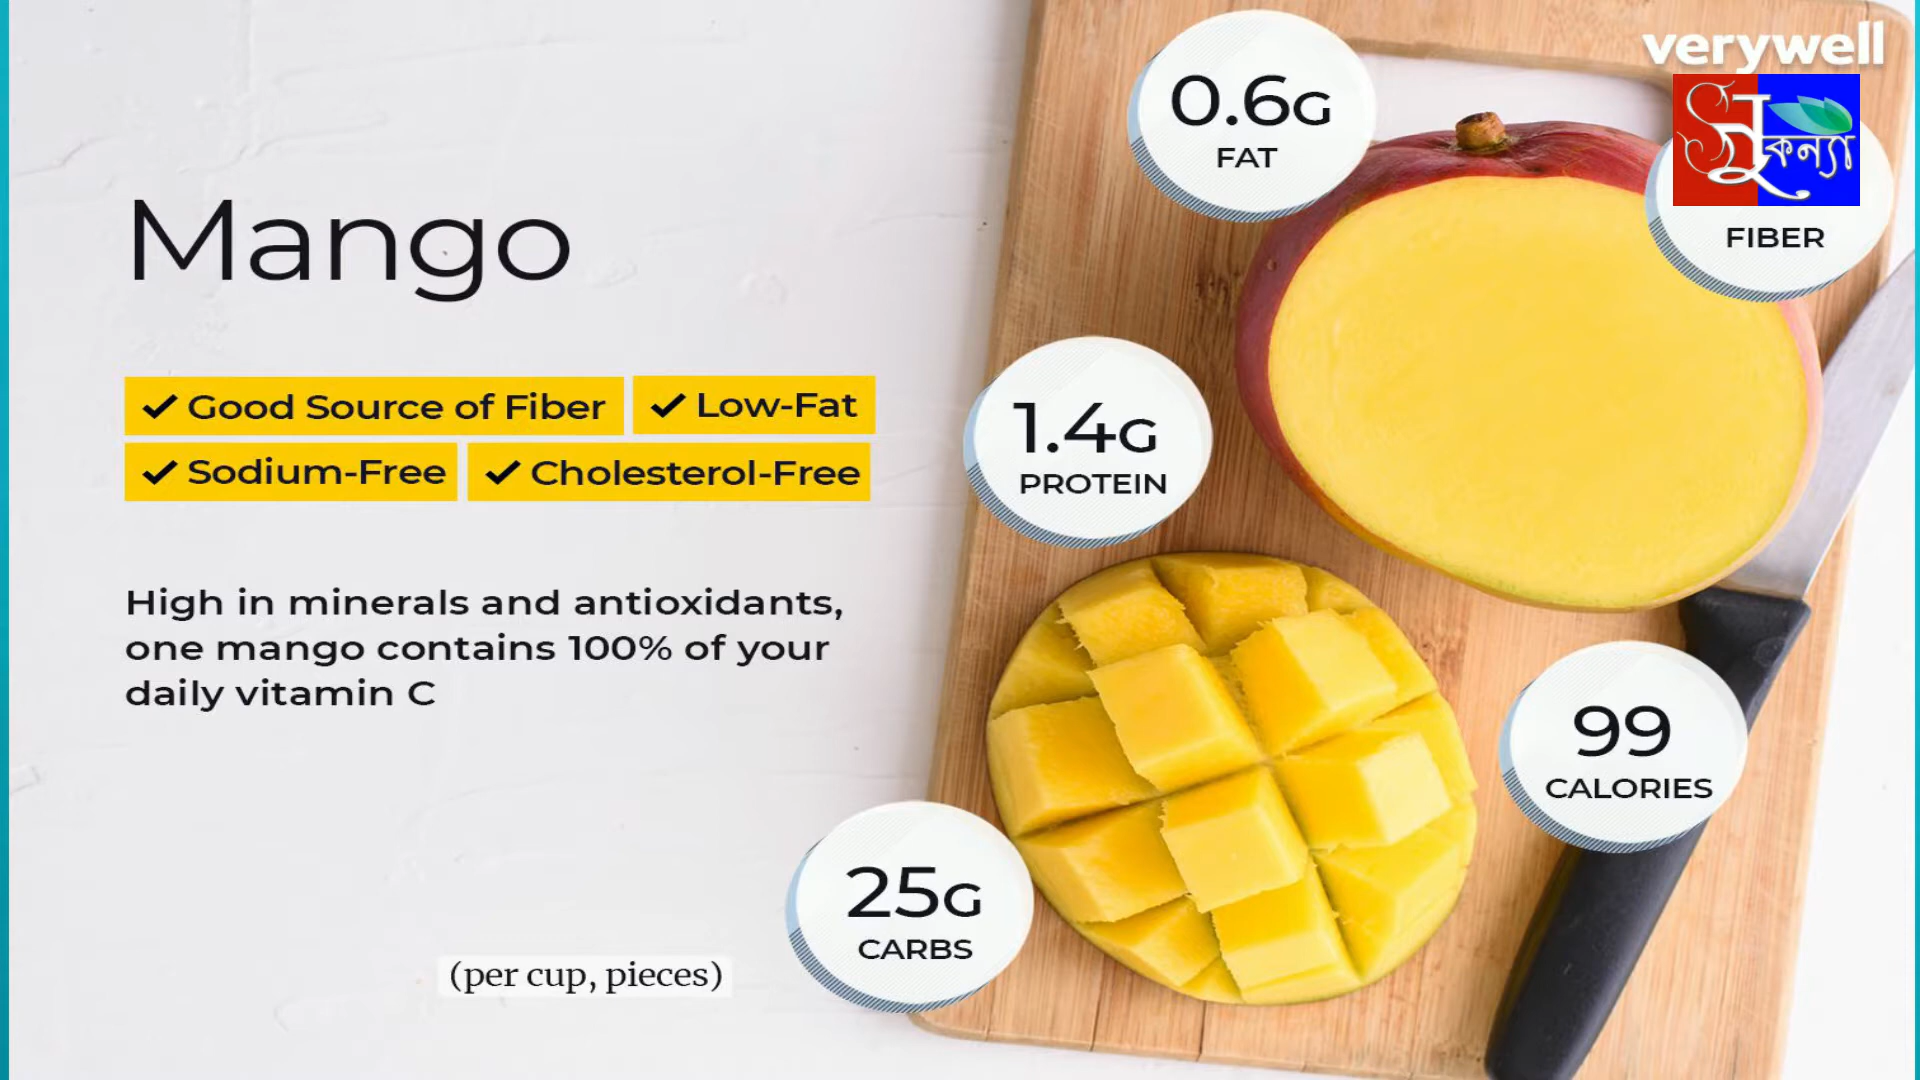 verywell
সুকন্যা
0.6G
FAT
FIBER
Mango
Good Source of Fiber
Low-Fat
Sodium-Free
Cholesterol-Free
1.4G
PROTEIN
High in minerals and antioxidants,
one mango contains 100% of your
daily vitamin C
99
CALORIES
25G
CARBS
(per cup, pieces)